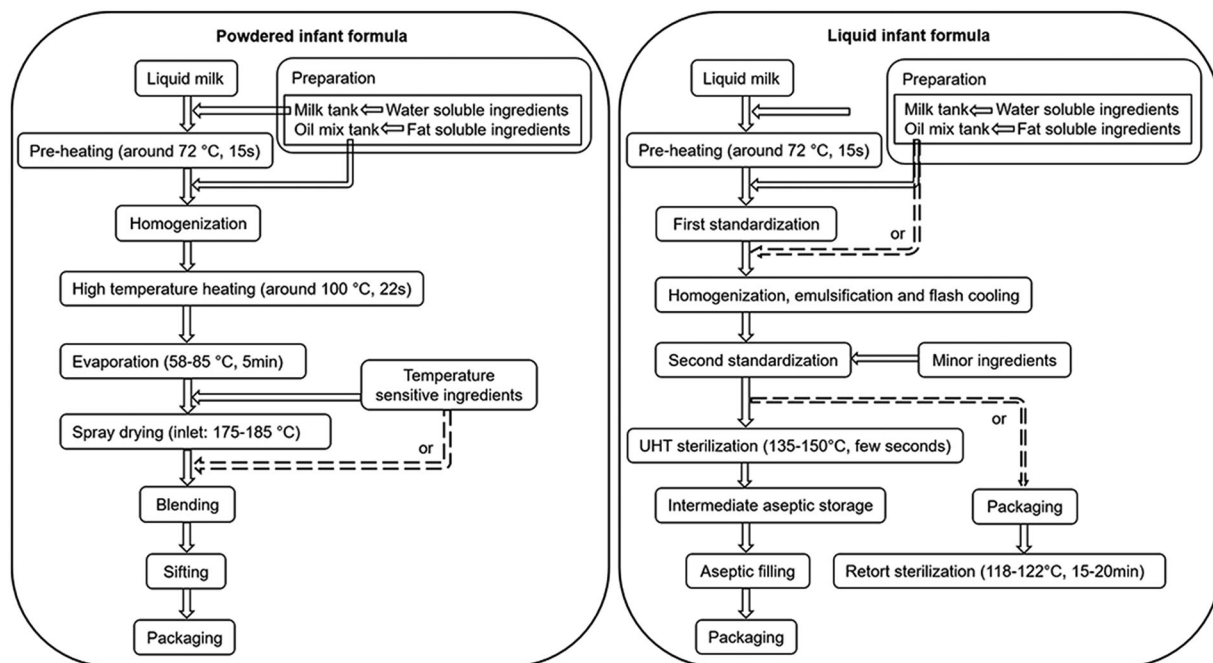 Powdered infant formula
Liquid milk
Preparation
Milk tank
Water soluble ingredients
Oil mix tank
Fat soluble ingredients
Pre-heating (around 72 °C, 15s)
Homogenization
High temperature heating (around 100 °C, 22s)
Evaporation (58-85 °C, 5min)
Temperature
sensitive ingredients
Spray drying (inlet: 175-185 °C)
or
Blending
Sifting
Packaging
Liquid infant formula
Liquid milk
Preparation
Milk tank
Water soluble ingredients
Oil mix tank
Fat soluble ingredients
Pre-heating (around 72 °C, 15s)
First standardization
or
Homogenization, emulsification and flash cooling
Second standardization
Minor ingredients
or
UHT sterilization (135-150°C, few seconds)
Intermediate aseptic storage
Packaging
Aseptic filling
Retort sterilization (118-122°C, 15-20min)
Packaging